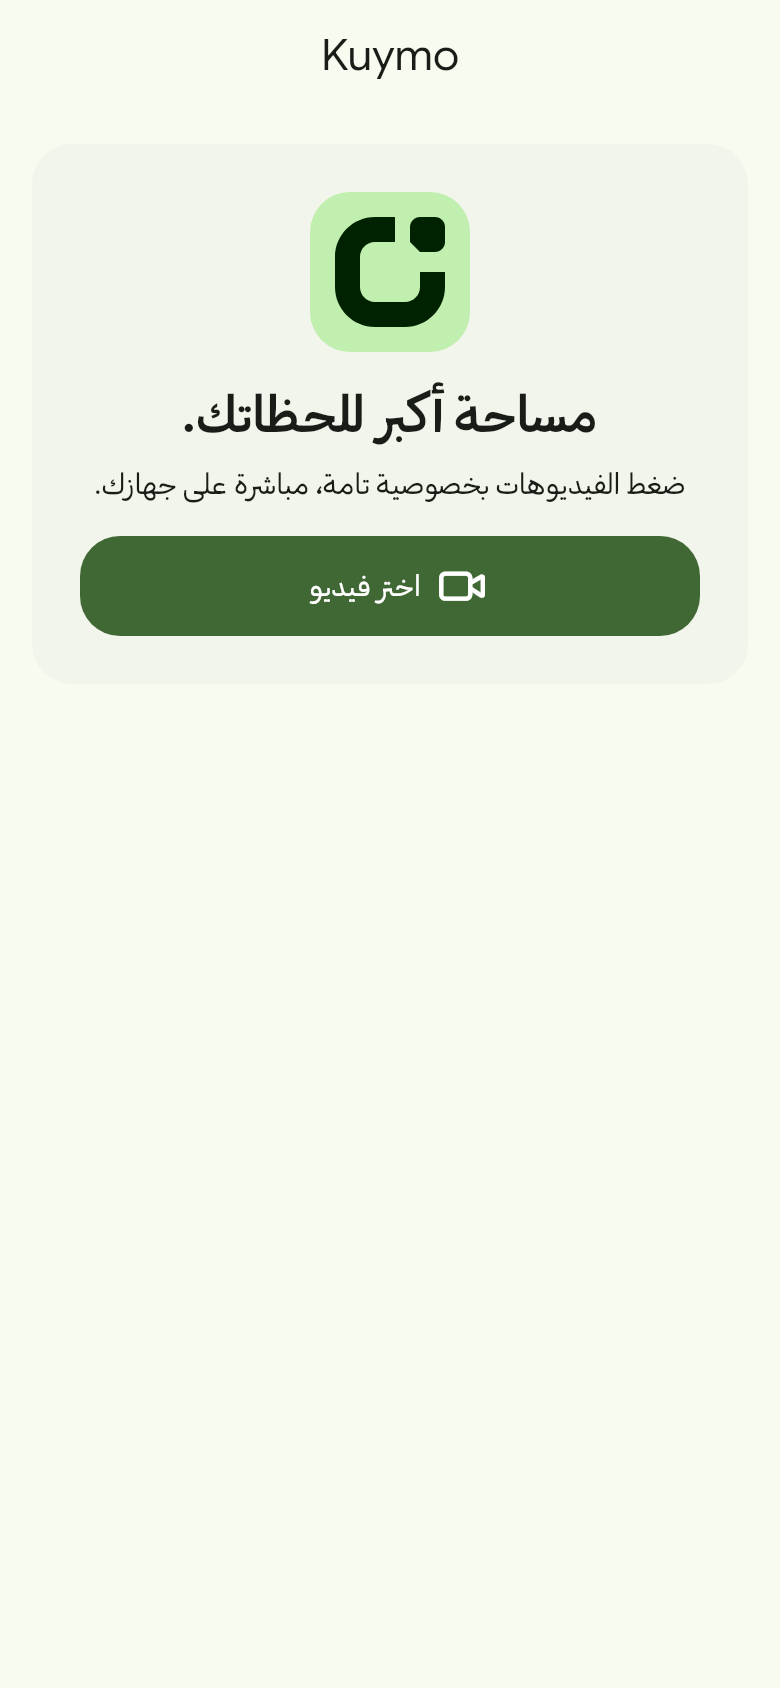 Kuymo
مساحة أكبر للحظاتك.
ضغط الفيديوهات بخصوصية تامة، مباشرة على جهازك.
اختر فيديو